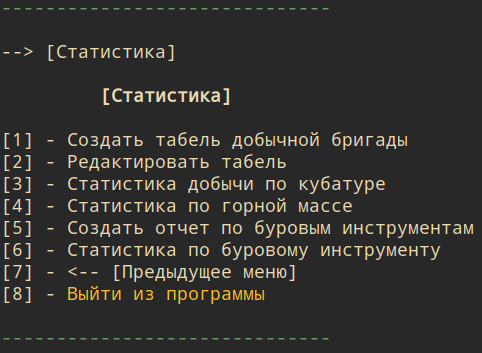 ------------------------------
--> [Статистика]
[Статистика]
[1] - Создать табель добычной бригады
[2] - Редактировать табель
[3] - Статистика добычи по кубатуре
[4] - Статистика по горной массе
[5] - Создать отчет по буровым инструментам
[6] - Статистика по буровому инструменту
[7] - <-- [Предыдущее меню]
[8] - Выйти из программы
------------------------------